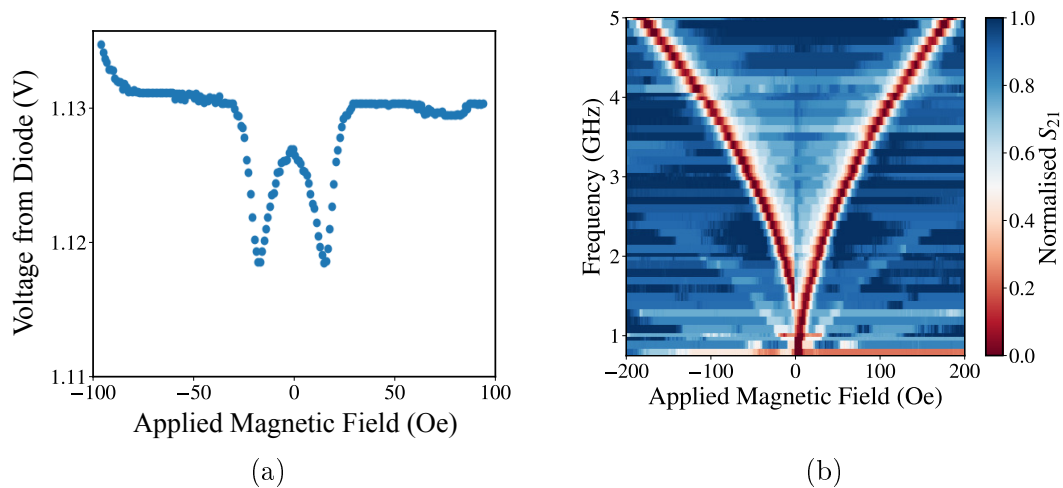 (a)
Voltage from Diode (V)
1.13
1.12
1.11
−100
−50
0
50
100
Applied Magnetic Field (Oe)
(b)
Frequency (GHz)
5
4
3
2
1
−200
−100
0
100
200
Applied Magnetic Field (Oe)
1.0
0.8
0.6
0.4
0.2
0.0
Normalised S₂₁
(a)
(b)